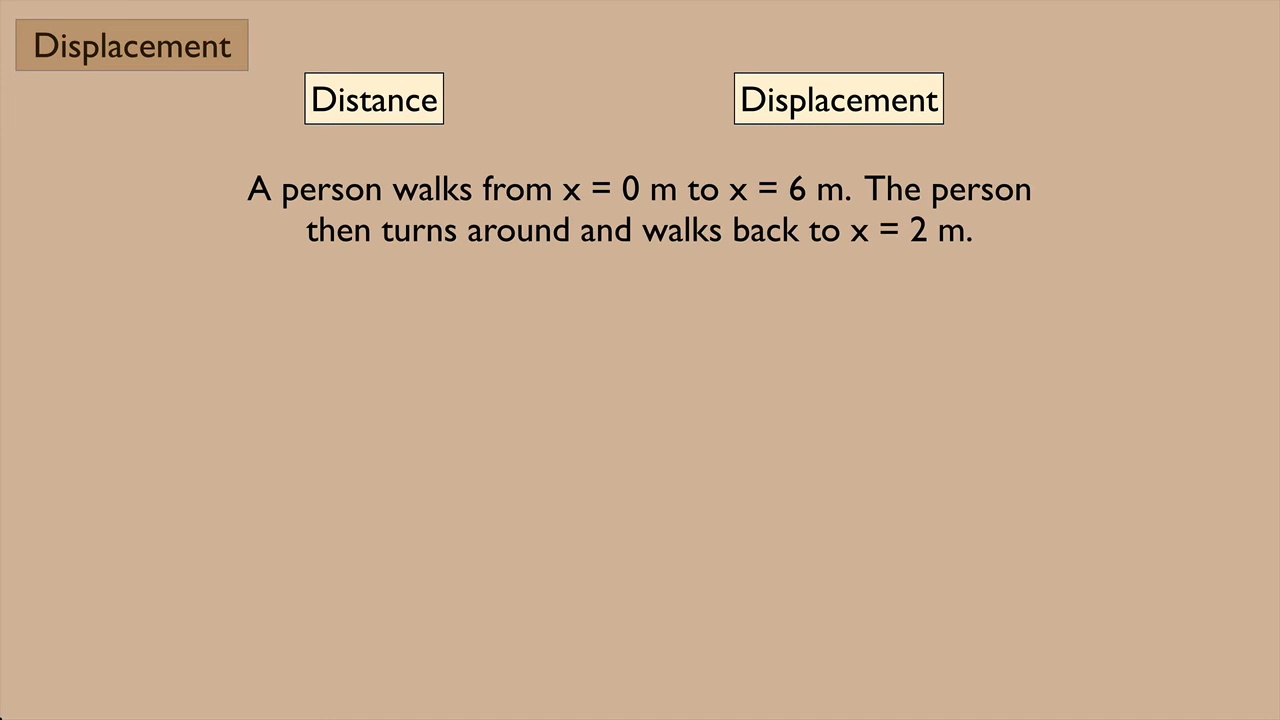 Displacement
Distance
Displacement
A person walks from x = 0 m to x = 6 m. The person
then turns around and walks back to x = 2 m.